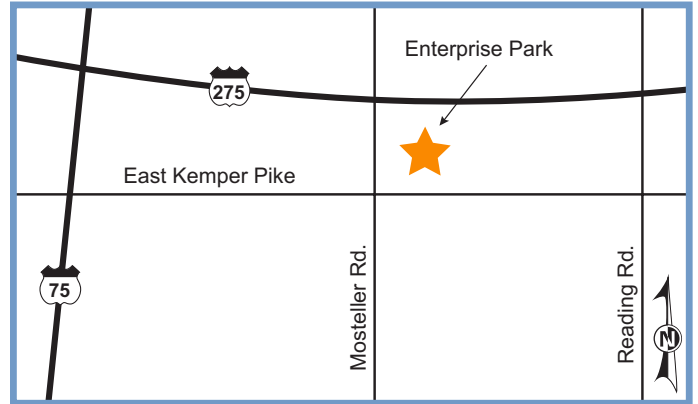 Enterprise Park
275
East Kemper Pike
75
Mosteller Rd.
Reading Rd.
N